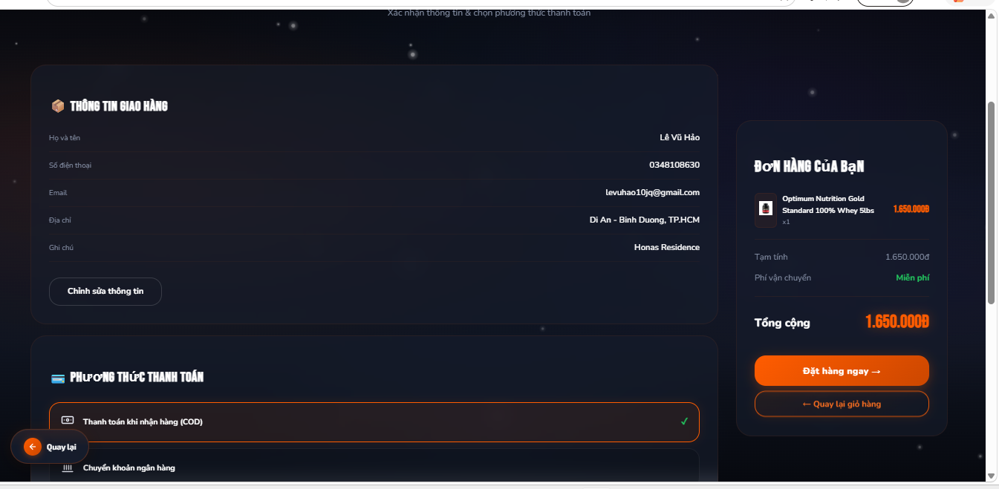 Xác nhận thông tin & chọn phương thức thanh toán
THÔNG TIN GIAO HÀNG
Họ và tên
Lê Vũ Hảo
Số điện thoại
0348108630
Email
levuhao10jq@gmail.com
Địa chỉ
Di An - Binh Duong, TP.HCM
Ghi chú
Honas Residence
Chỉnh sửa thông tin
PHươNG THứC THANH TOÁN
Thanh toán khi nhận hàng (COD)
Chuyển khoản ngân hàng
Quay lại
ĐơN HÀNG CủA BạN
Optimum Nutrition Gold
Standard 100% Whey 5lbs
1.650.000Đ
x1
Tạm tính
1.650.000đ
Phí vận chuyển
Miễn phí
Tổng cộng
1.650.000Đ
Đặt hàng ngay →
← Quay lại giỏ hàng